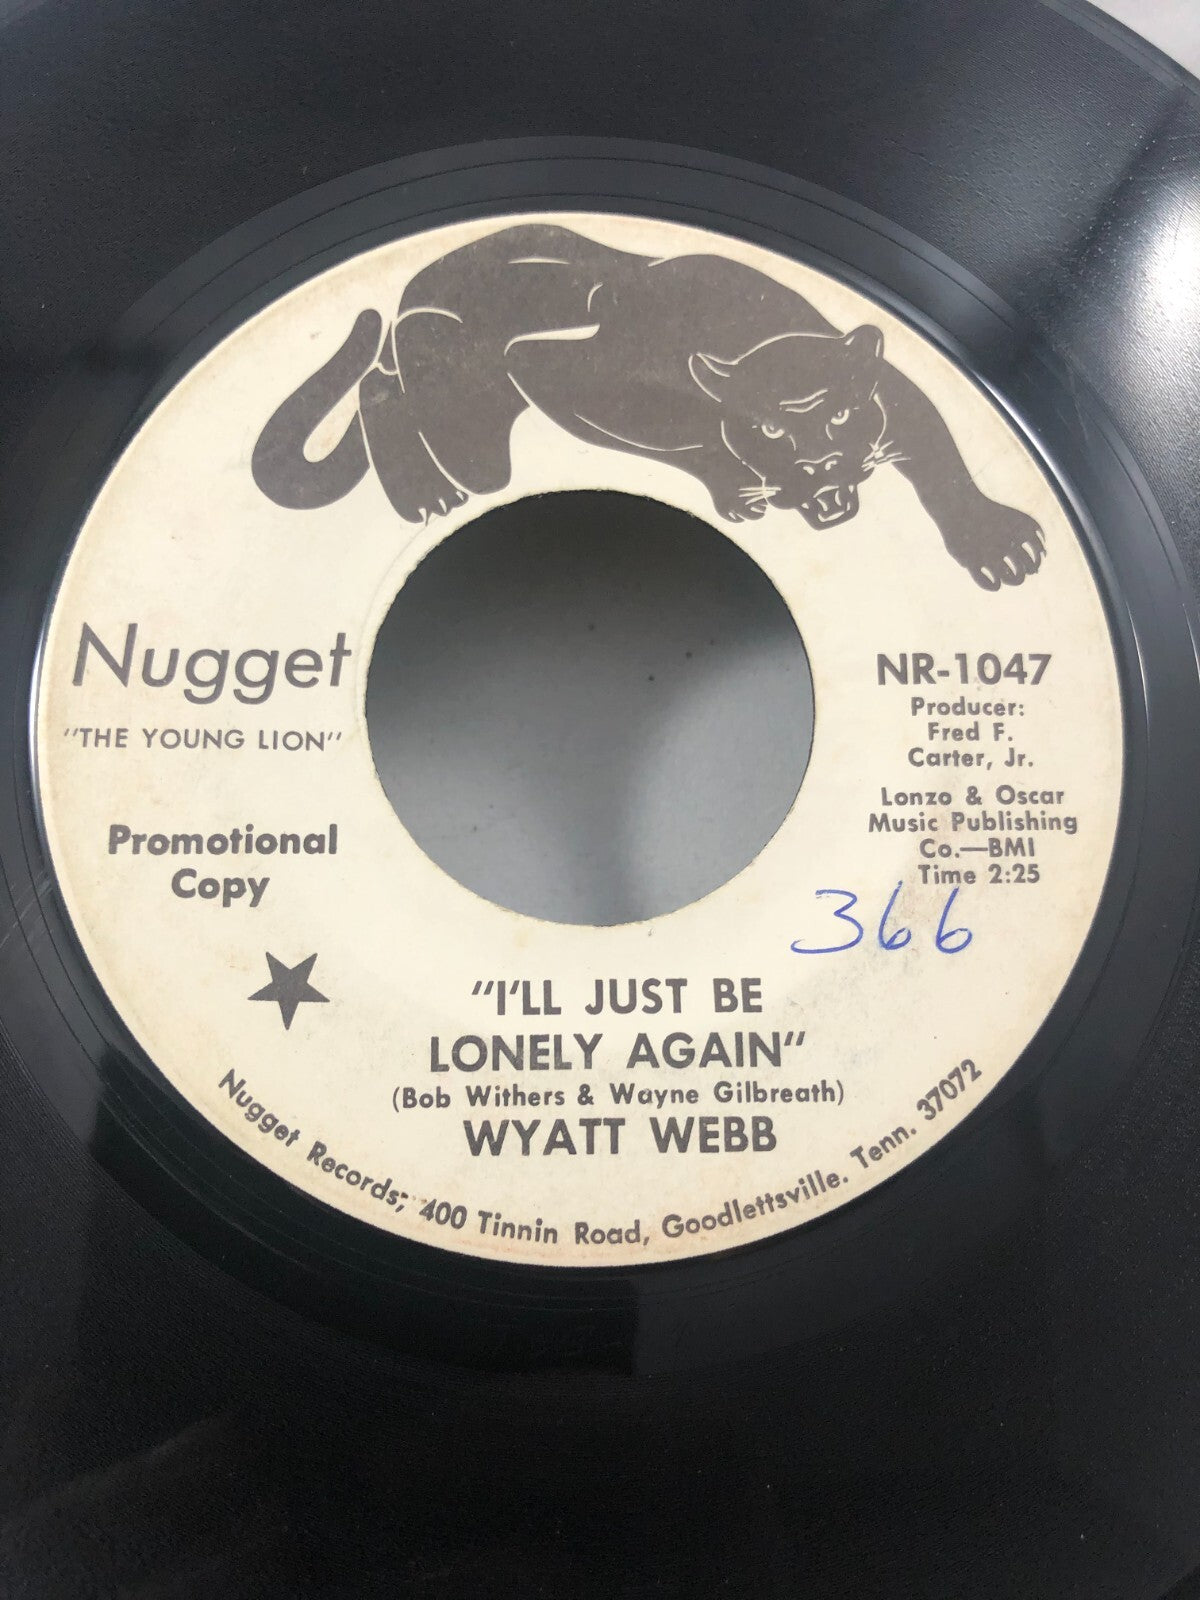 Nugget
"THE YOUNG LION"
Promotional
Copy
NR-1047
Producer:
Fred F.
Carter, Jr.
Lonzo & Oscar
Music Publishing
Co.—BMI
Time 2:25
366
"I'LL JUST BE
LONELY AGAIN"
(Bob Withers & Wayne Gilbreath)
WYATT WEBB
Nugget Records; 400 Tinnin Road, Goodlettsville. Tenn. 37072